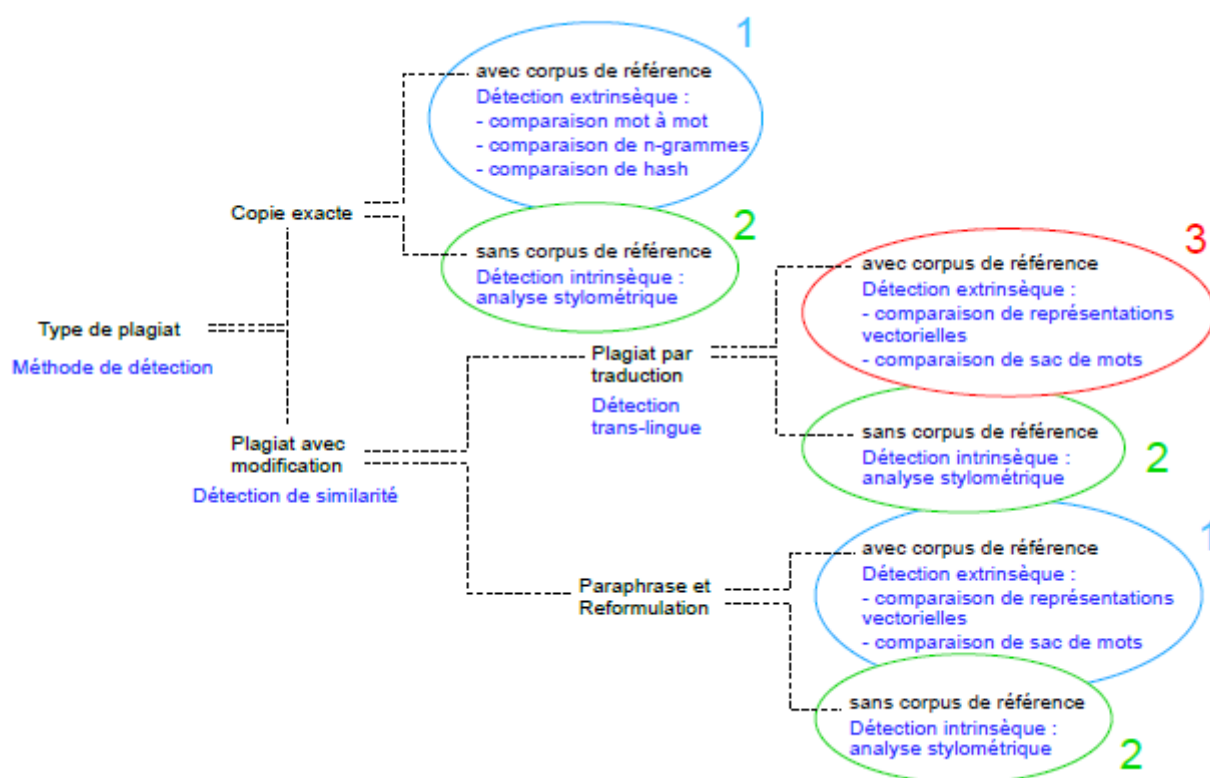 1
avec corpus de référence
Détection extrinsèque :
- comparaison mot à mot
- comparaison de n-grammes
- comparaison de hash
Copie exacte
2
sans corpus de référence
Détection intrinsèque :
analyse stylométrique
3
avec corpus de référence
Détection extrinsèque :
- comparaison de représentations
vectorielles
- comparaison de sac de mots
Type de plagiat
Méthode de détection
Plagiat par
traduction
Détection
trans-lingue
sans corpus de référence
Détection intrinsèque :
analyse stylométrique
2
Plagiat avec
modification
Détection de similarité
1
avec corpus de référence
Détection extrinsèque :
- comparaison de représentations
vectorielles
- comparaison de sac de mots
Paraphrase et
Reformulation
sans corpus de référence
Détection intrinsèque :
analyse stylométrique
2